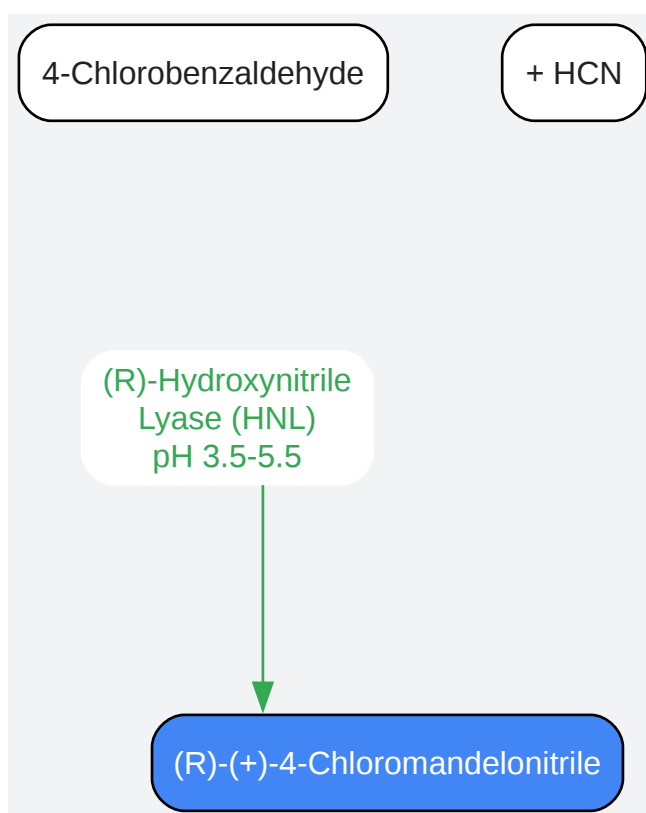 4-Chlorobenzaldehyde
+ HCN
(R)-Hydroxynitrile
Lyase (HNL)
pH 3.5-5.5
(R)-(+)-4-Chloromandelonitrile